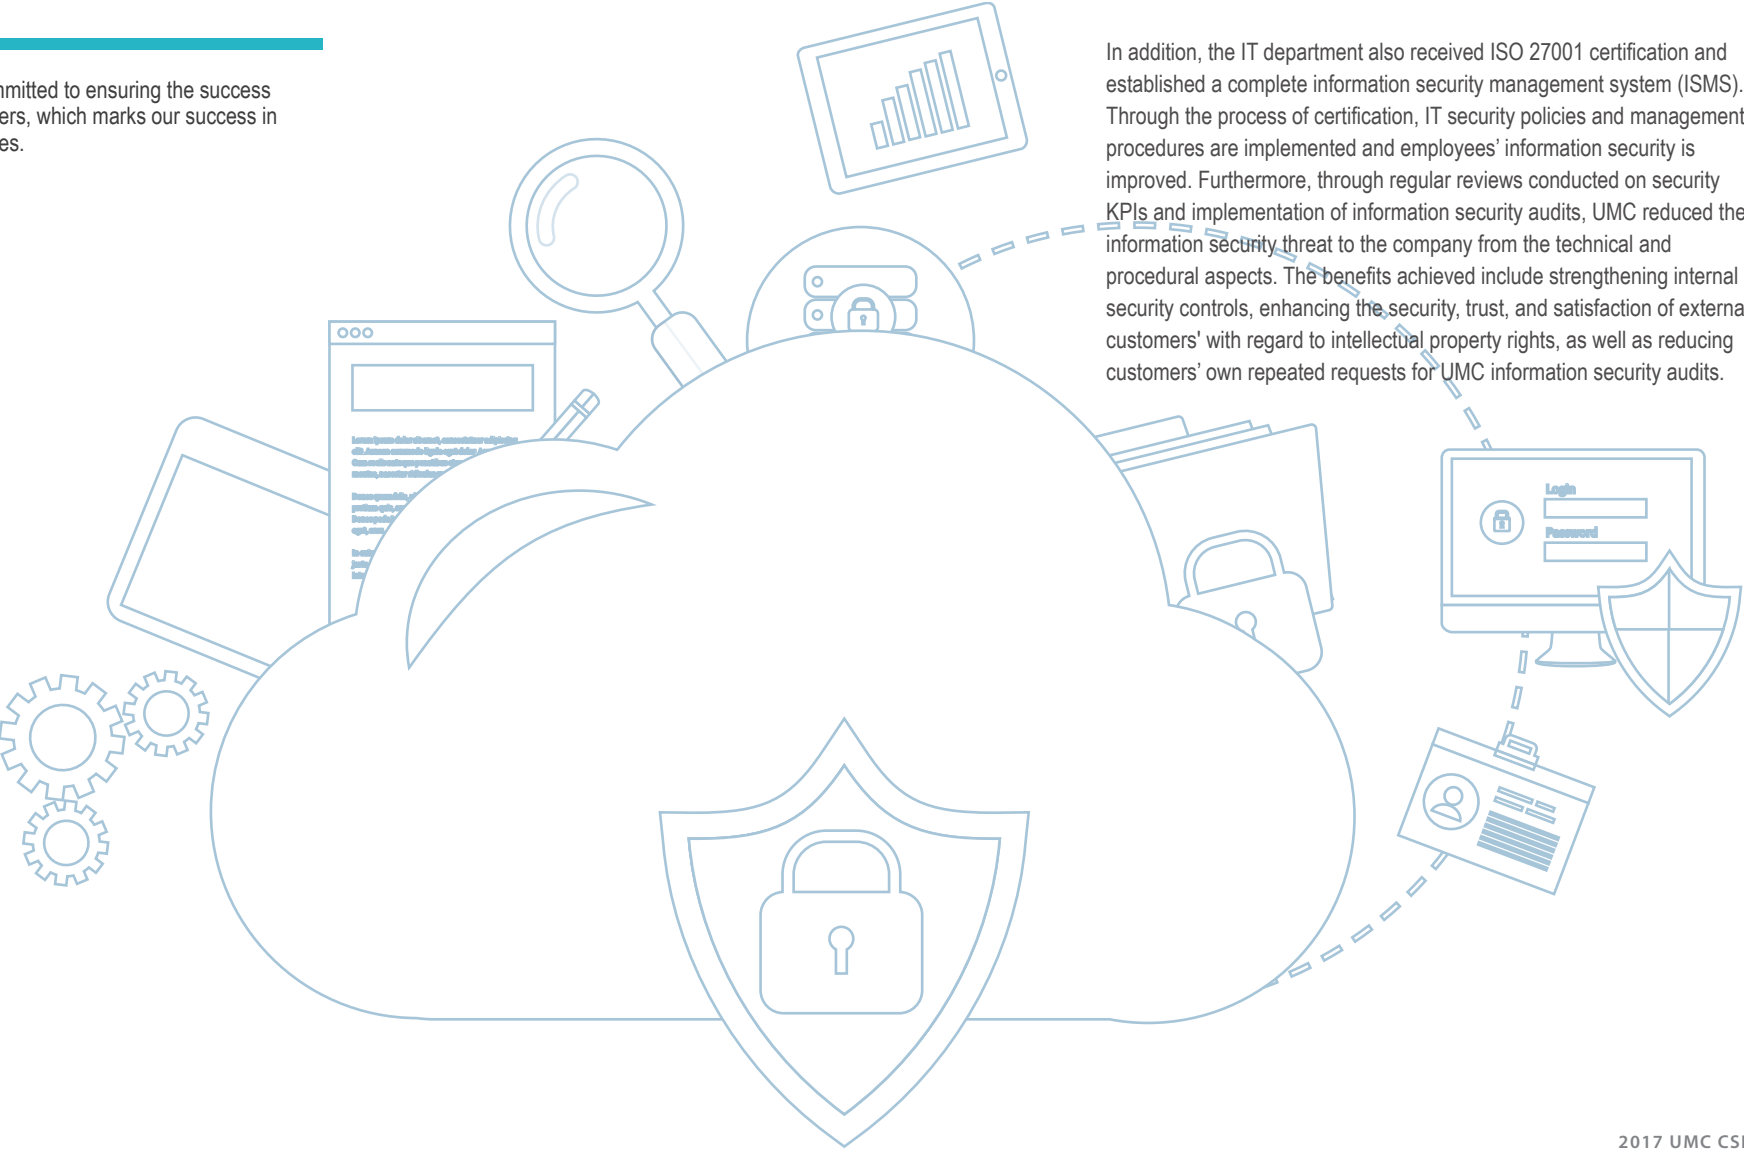 mmitted to ensuring the success
ers, which marks our success in
es.
In addition, the IT department also received ISO 27001 certification and
established a complete information security management system (ISMS).
Through the process of certification, IT security policies and management
procedures are implemented and employees’ information security is
improved. Furthermore, through regular reviews conducted on security
KPIs and implementation of information security audits, UMC reduced the
information security threat to the company from the technical and
procedural aspects. The benefits achieved include strengthening internal
security controls, enhancing the security, trust, and satisfaction of externa
customers' with regard to intellectual property rights, as well as reducing
customers’ own repeated requests for UMC information security audits.
Login
Password
2017 UMC CS